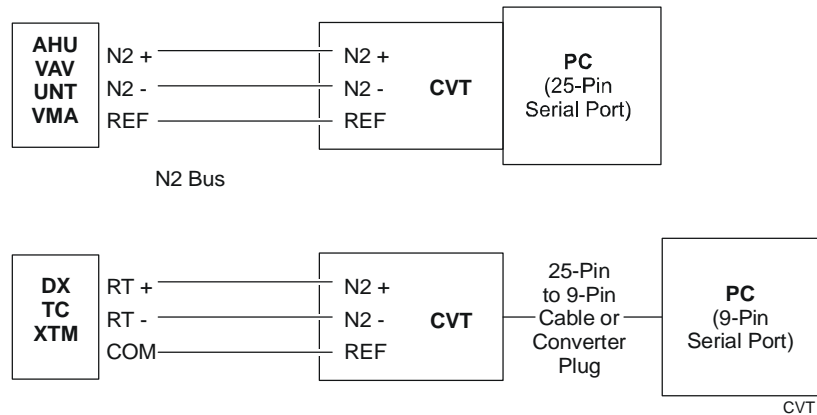 AHU
VAV
UNT
VMA
N2 +
N2 -
REF
N2 +
N2 -
REF
CVT
PC
(25-Pin
Serial Port)
N2 Bus
DX
TC
XTM
RT +
RT -
COM
N2 +
N2 -
REF
CVT
25-Pin
to 9-Pin
Cable or
Converter
Plug
PC
(9-Pin
Serial Port)
CVT